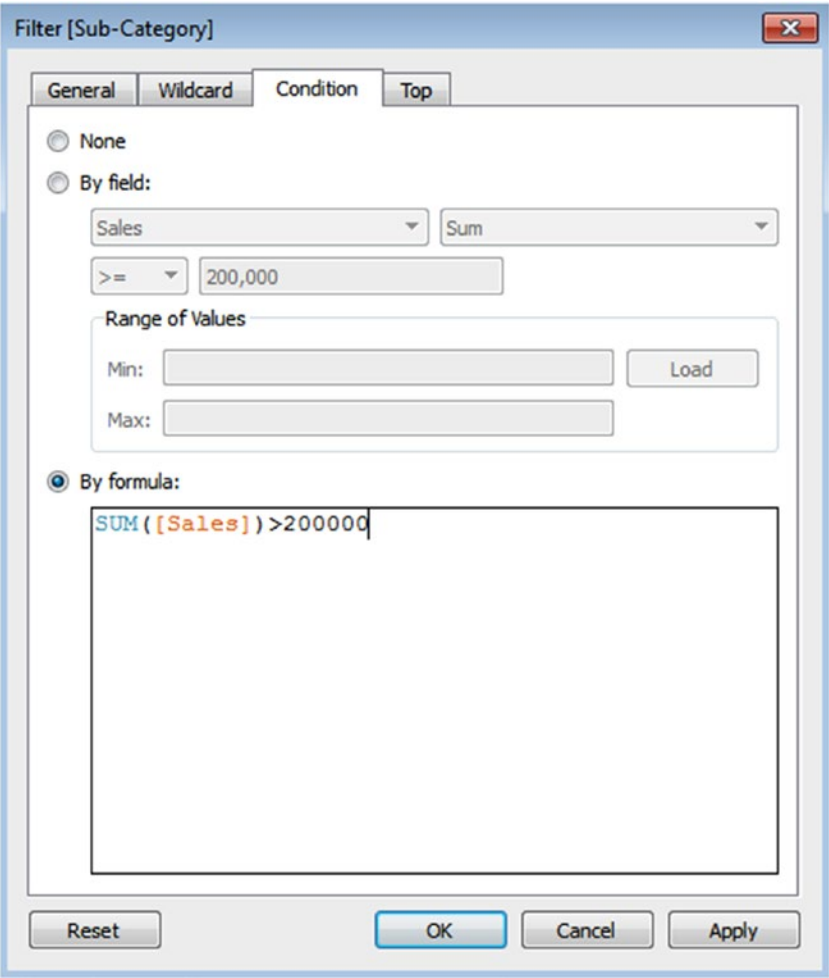 Filter [Sub-Category]
General Wildcard Condition Top
None
By field:
Sales Sum
>= 200,000
Range of Values
Min: Load
Max:
By formula:
SUM([Sales])>200000
Reset OK Cancel Apply